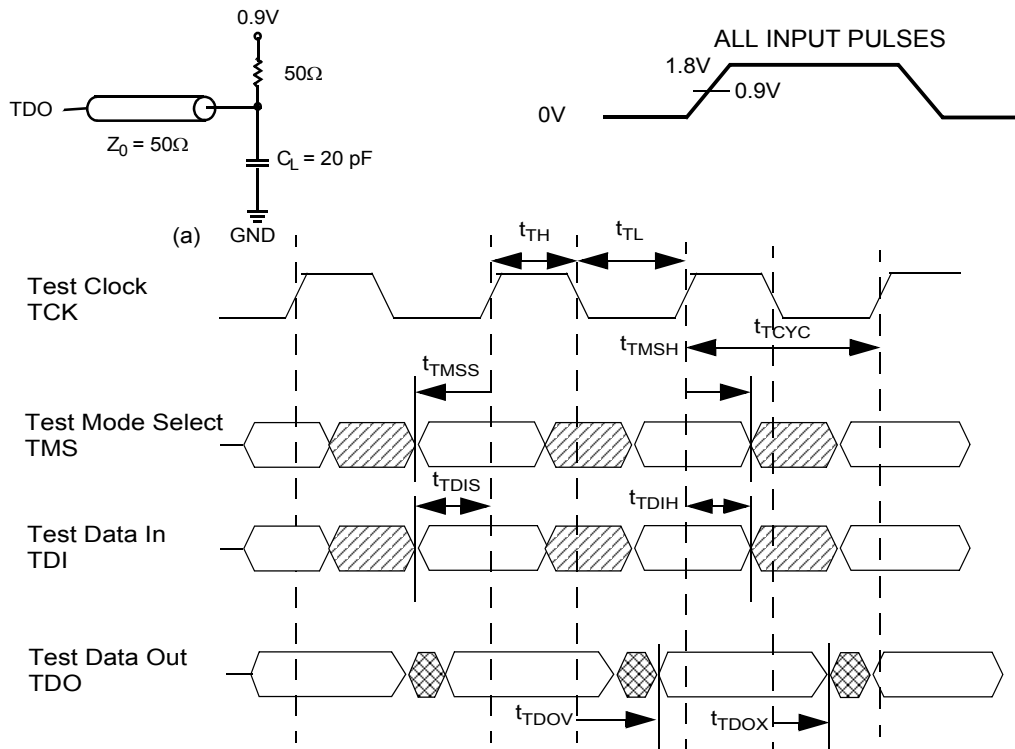 0.9V
50Ω
TDO
Z0 = 50Ω
CL = 20 pF
(a)
GND
ALL INPUT PULSES
1.8V
0.9V
0V
tTH
tTL
Test Clock
TCK
tTMSH
tTCYC
tTMSS
Test Mode Select
TMS
tTDIS
tTDIH
Test Data In
TDI
Test Data Out
TDO
tTDOV
tTDOX